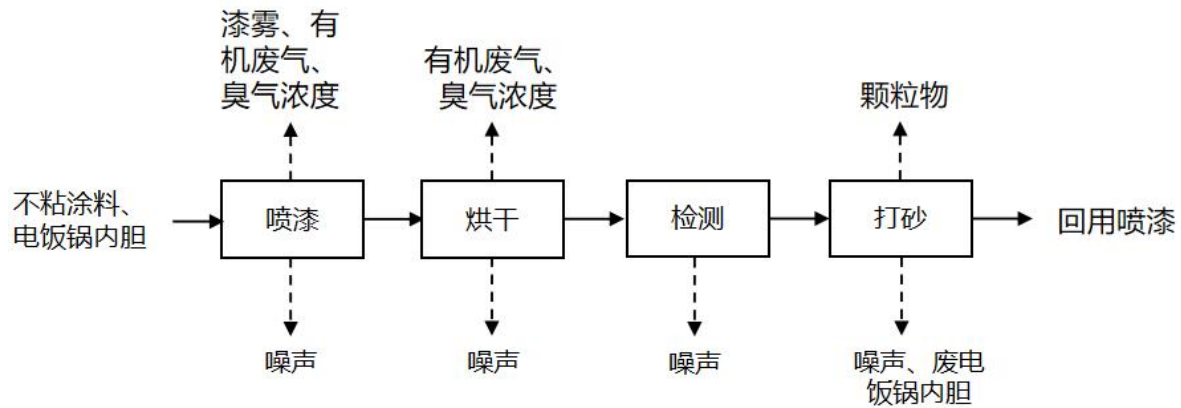 漆雾、有
机废气、
臭气浓度
有机废气、
臭气浓度
颗粒物
不粘涂料、
电饭锅内胆
喷漆
烘干
检测
打砂
回用喷漆
噪声
噪声
噪声
噪声、废电
饭锅内胆